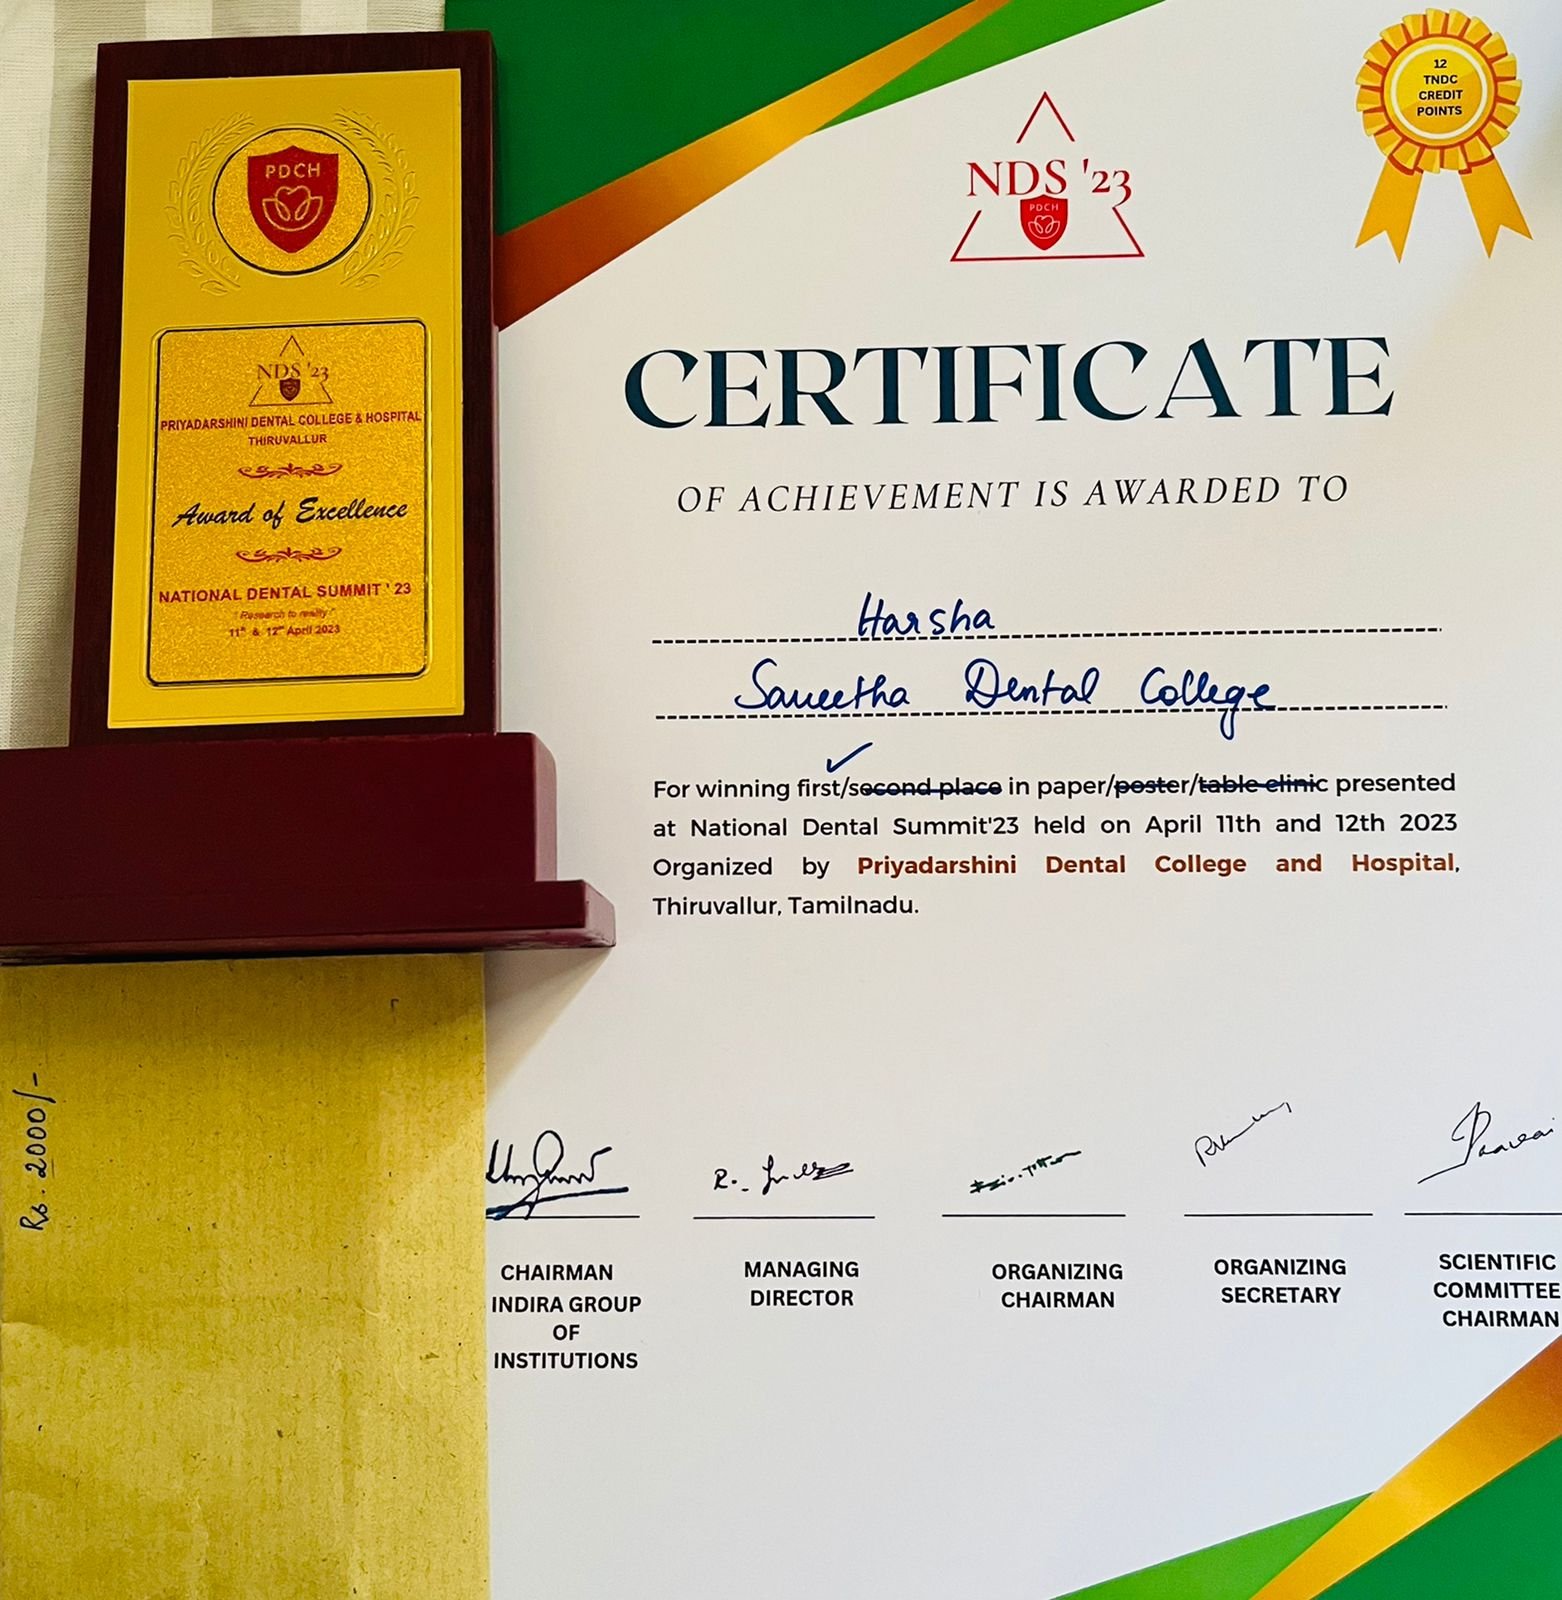 PDCH
NDS '23
PRIYADARSHINI DENTAL COLLEGE & HOSPITAL
THIRUVALLUR
Award of Excellence
NATIONAL DENTAL SUMMIT ' 23
" Research to reality "
11th & 12th April 2023
Rs. 2000/-
12
TNDC
CREDIT
POINTS
NDS '23
PDCH
CERTIFICATE
OF ACHIEVEMENT IS AWARDED TO
Harsha
Saveetha Dental College
For winning first/second place in paper/poster/table clinic presented
at National Dental Summit'23 held on April 11th and 12th 2023
Organized by Priyadarshini Dental College and Hospital,
Thiruvallur, Tamilnadu.
CHAIRMAN
INDIRA GROUP
OF
INSTITUTIONS
MANAGING
DIRECTOR
ORGANIZING
CHAIRMAN
ORGANIZING
SECRETARY
SCIENTIFIC
COMMITTEE
CHAIRMAN